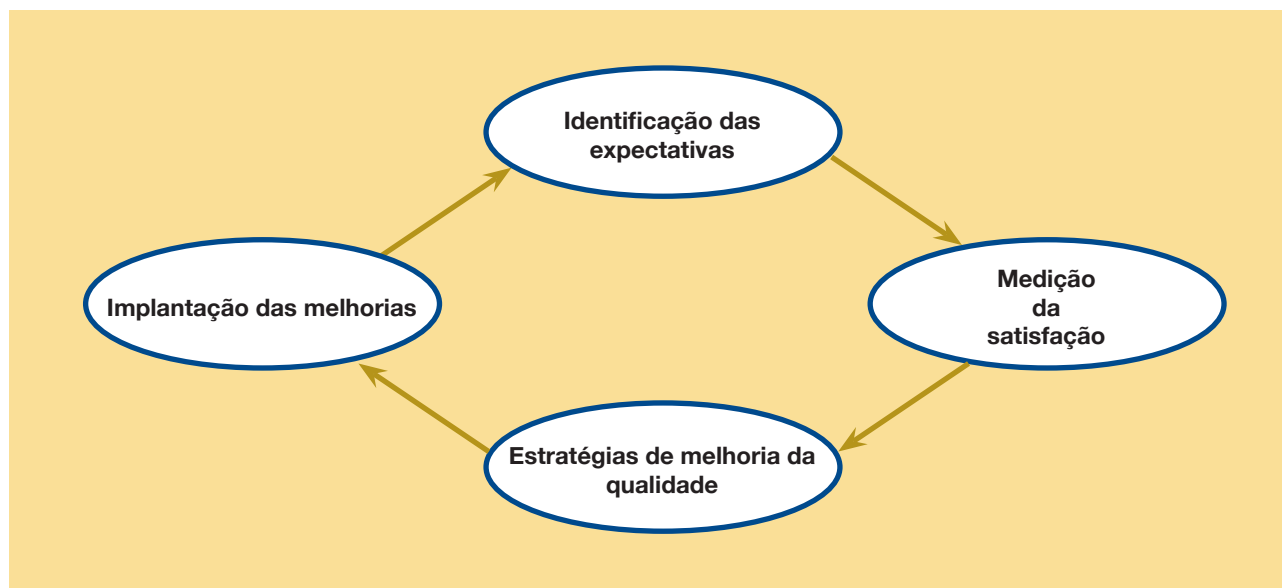 Identificação das
expectativas
Medição
da
satisfação
Estratégias de melhoria da
qualidade
Implantação das melhorias